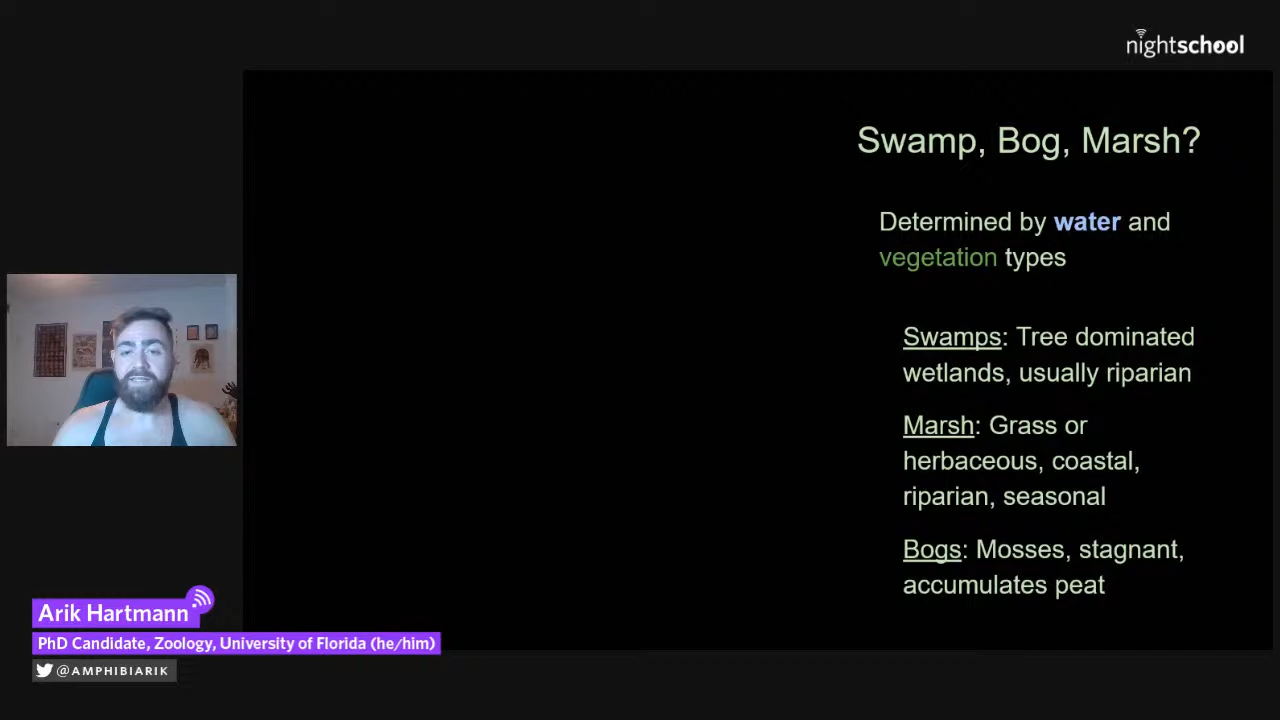 nightschool
Swamp, Bog, Marsh?
Determined by water and
vegetation types
Swamps: Tree dominated
wetlands, usually riparian
Marsh: Grass or
herbaceous, coastal,
riparian, seasonal
Bogs: Mosses, stagnant,
accumulates peat
Arik Hartmann
PhD Candidate, Zoology, University of Florida (he/him)
@AMPHIBIARIK